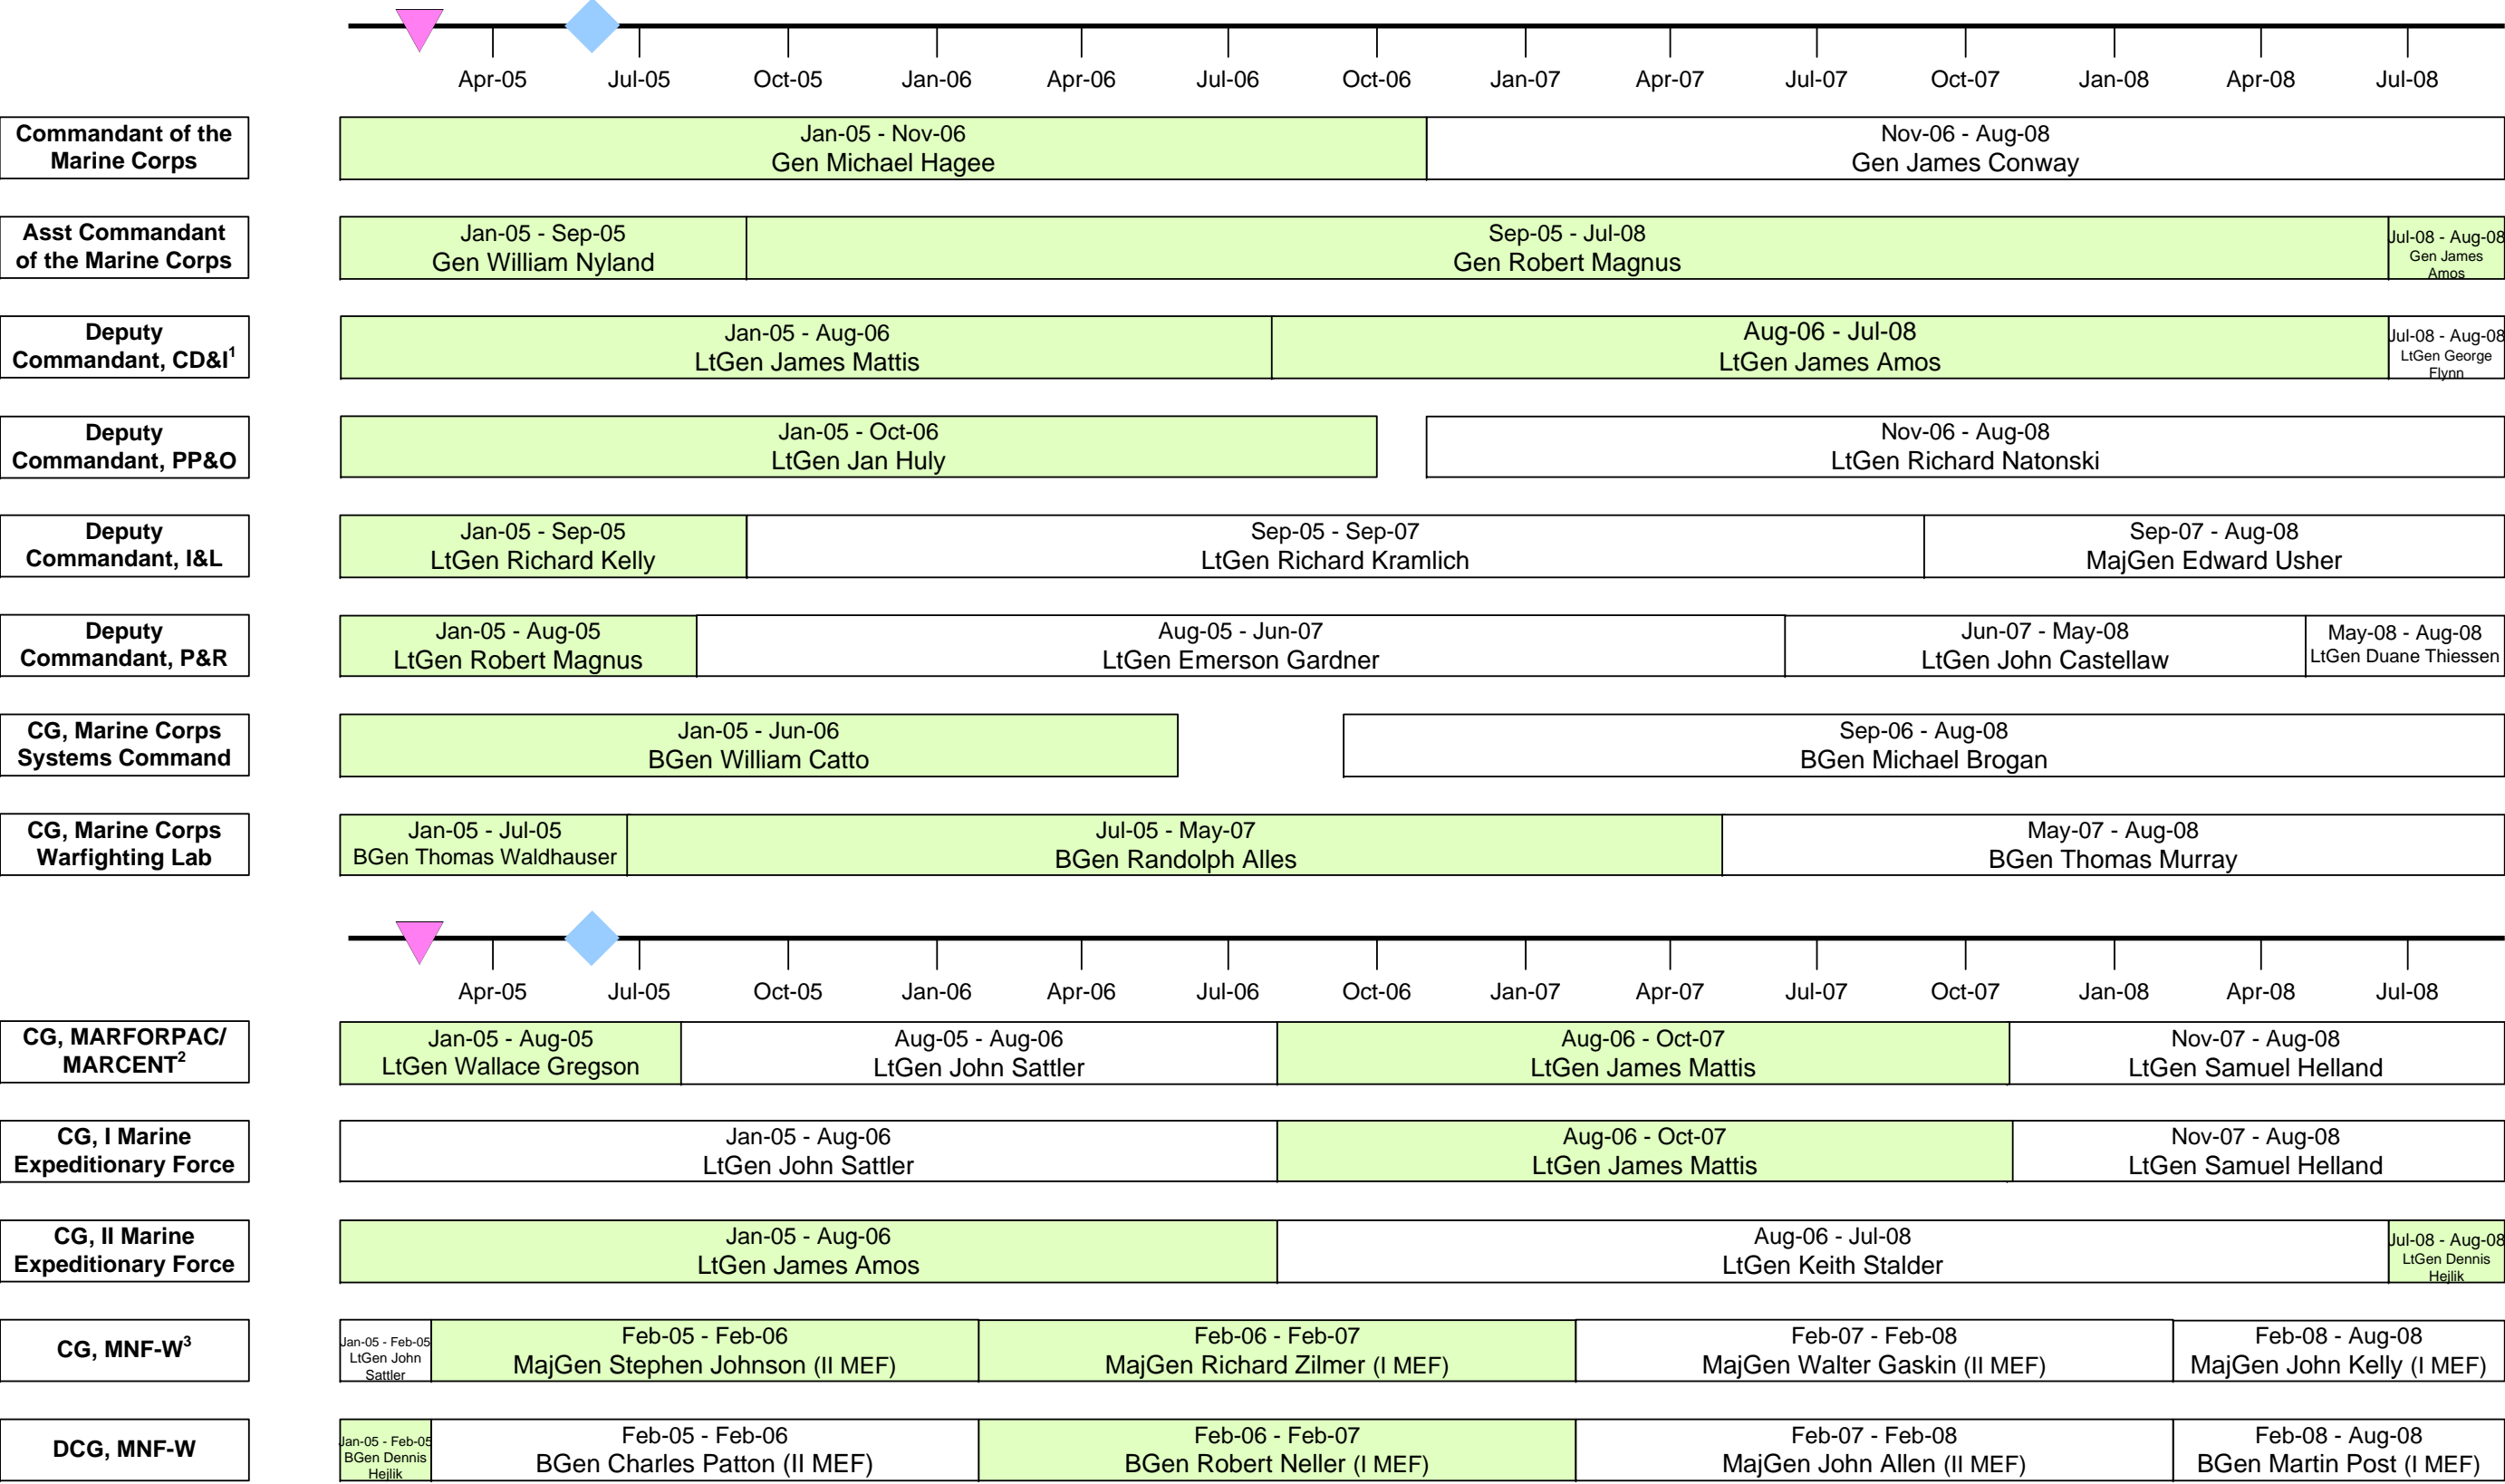 Apr-05 Jul-05 Oct-05 Jan-06 Apr-06 Jul-06 Oct-06 Jan-07 Apr-07 Jul-07 Oct-07 Jan-08 Apr-08 Jul-08
Commandant of the
Marine Corps
Jan-05 - Nov-06
Gen Michael Hagee
Nov-06 - Aug-08
Gen James Conway
Asst Commandant
of the Marine Corps
Jan-05 - Sep-05
Gen William Nyland
Sep-05 - Jul-08
Gen Robert Magnus
Jul-08 - Aug-08
Gen James
Amos
Deputy
Commandant, CD&I1
Jan-05 - Aug-06
LtGen James Mattis
Aug-06 - Jul-08
LtGen James Amos
Jul-08 - Aug-08
LtGen George
Flynn
Deputy
Commandant, PP&O
Jan-05 - Oct-06
LtGen Jan Huly
Nov-06 - Aug-08
LtGen Richard Natonski
Deputy
Commandant, I&L
Jan-05 - Sep-05
LtGen Richard Kelly
Sep-05 - Sep-07
LtGen Richard Kramlich
Sep-07 - Aug-08
MajGen Edward Usher
Deputy
Commandant, P&R
Jan-05 - Aug-05
LtGen Robert Magnus
Aug-05 - Jun-07
LtGen Emerson Gardner
Jun-07 - May-08
LtGen John Castellaw
May-08 - Aug-08
LtGen Duane Thiessen
CG, Marine Corps
Systems Command
Jan-05 - Jun-06
BGen William Catto
Sep-06 - Aug-08
BGen Michael Brogan
CG, Marine Corps
Warfighting Lab
Jan-05 - Jul-05
BGen Thomas Waldhauser
Jul-05 - May-07
BGen Randolph Alles
May-07 - Aug-08
BGen Thomas Murray
Apr-05 Jul-05 Oct-05 Jan-06 Apr-06 Jul-06 Oct-06 Jan-07 Apr-07 Jul-07 Oct-07 Jan-08 Apr-08 Jul-08
CG, MARFORPAC/
MARCENT2
Jan-05 - Aug-05
LtGen Wallace Gregson
Aug-05 - Aug-06
LtGen John Sattler
Aug-06 - Oct-07
LtGen James Mattis
Nov-07 - Aug-08
LtGen Samuel Helland
CG, I Marine
Expeditionary Force
Jan-05 - Aug-06
LtGen John Sattler
Aug-06 - Oct-07
LtGen James Mattis
Nov-07 - Aug-08
LtGen Samuel Helland
CG, II Marine
Expeditionary Force
Jan-05 - Aug-06
LtGen James Amos
Aug-06 - Jul-08
LtGen Keith Stalder
Jul-08 - Aug-08
LtGen Dennis
Hejlik
CG, MNF-W3
Jan-05 - Feb-05
LtGen John
Sattler
Feb-05 - Feb-06
MajGen Stephen Johnson (II MEF)
Feb-06 - Feb-07
MajGen Richard Zilmer (I MEF)
Feb-07 - Feb-08
MajGen Walter Gaskin (II MEF)
Feb-08 - Aug-08
MajGen John Kelly (I MEF)
DCG, MNF-W
Jan-05 - Feb-05
BGen Dennis
Hejlik
Feb-05 - Feb-06
BGen Charles Patton (II MEF)
Feb-06 - Feb-07
BGen Robert Neller (I MEF)
Feb-07 - Feb-08
MajGen John Allen (II MEF)
Feb-08 - Aug-08
BGen Martin Post (I MEF)